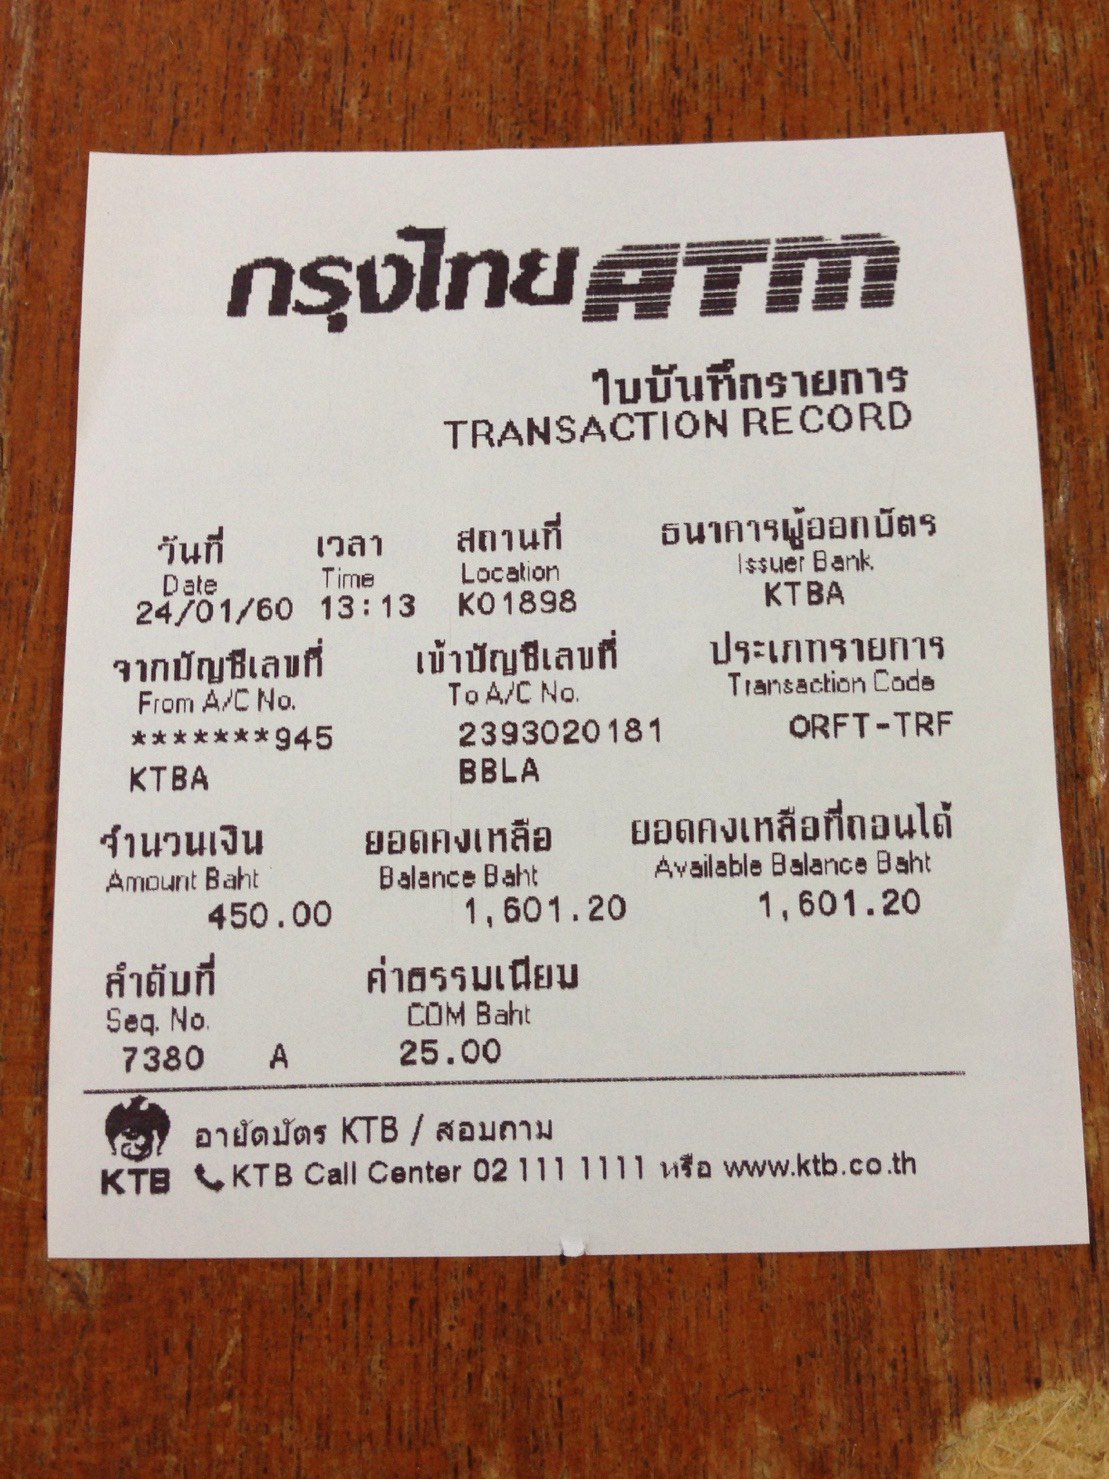 กรุงไทย ATM
ใบบันทึกรายการ
TRANSACTION RECORD
วันที่ เวลา สถานที่ ธนาคารผู้ออกบัตร
Date Time Location Issuer Bank
24/01/60 13:13 K01898 KTBA
จากบัญชีเลขที่ เข้าบัญชีเลขที่ ประเภทรายการ
From A/C No. To A/C No. Transaction Code
*******945 2393020181 ORFT-TRF
KTBA BBLA
จำนวนเงิน ยอดคงเหลือ ยอดคงเหลือที่ถอนได้
Amount Baht Balance Baht Available Balance Baht
450.00 1,601.20 1,601.20
ลำดับที่ ค่าธรรมเนียม
Seq. No. COM Baht
7380 A 25.00
อายัดบัตร KTB / สอบถาม
KTB KTB Call Center 02 111 1111 หรือ www.ktb.co.th